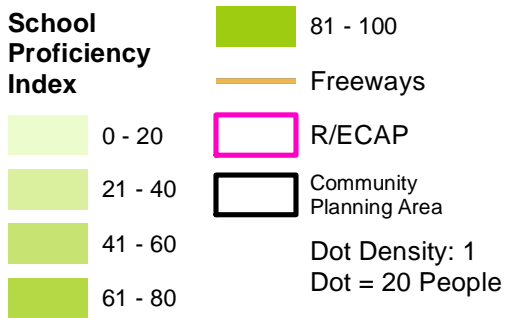 School
Proficiency
Index
0 - 20
21 - 40
41 - 60
61 - 80
81 - 100
Freeways
R/ECAP
Community
Planning Area
Dot Density: 1
Dot = 20 People